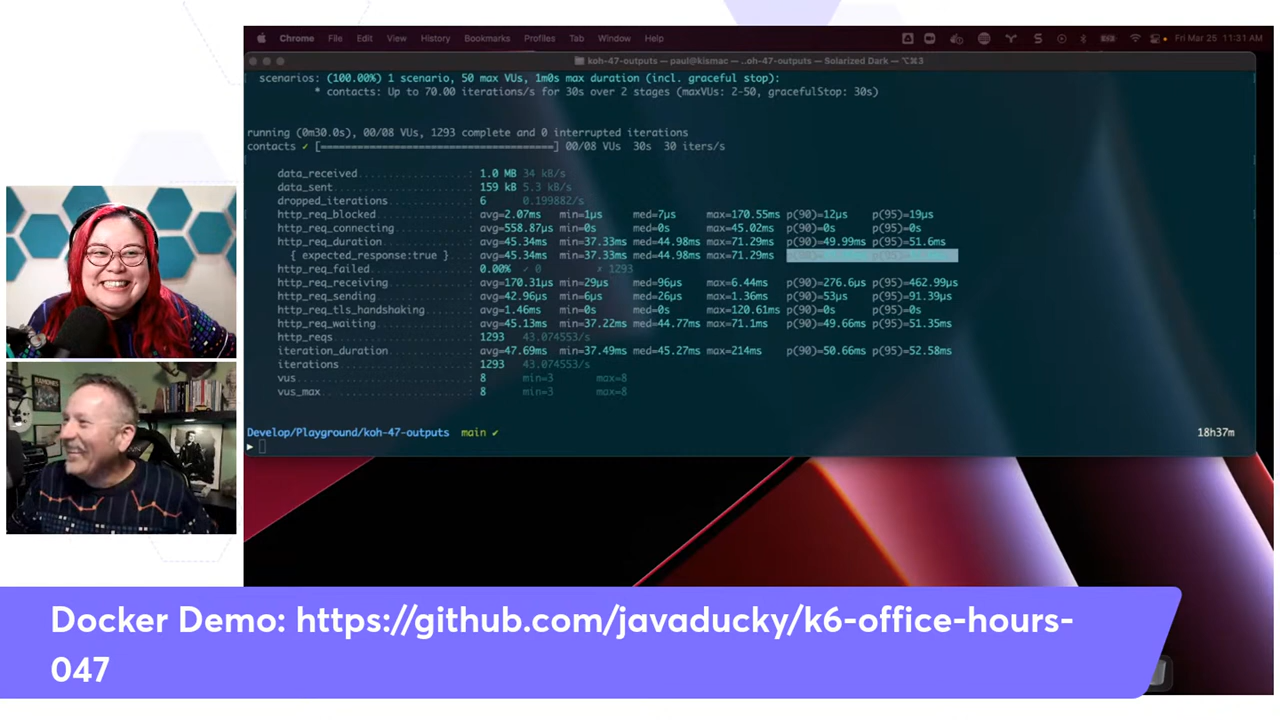 Chrome File Edit View History Bookmarks Profiles Tab Window Help Fri Mar 25 11:31 AM
koh-47-outputs — paul@kismac — ..oh-47-outputs — Solarized Dark — ⌥⌘3
scenarios: (100.00%) 1 scenario, 50 max VUs, 1m0s max duration (incl. graceful stop):
* contacts: Up to 70.00 iterations/s for 30s over 2 stages (maxVUs: 2-50, gracefulStop: 30s)
running (0m30.0s), 00/08 VUs, 1293 complete and 0 interrupted iterations
contacts ✓ [======================================] 00/08 VUs 30s 30 iters/s
data_received..................: 1.0 MB 34 kB/s
data_sent......................: 159 kB 5.3 kB/s
dropped_iterations.............: 6 0.199882/s
http_req_blocked...............: avg=2.07ms min=1µs med=7µs max=170.55ms p(90)=12µs p(95)=19µs
http_req_connecting............: avg=558.87µs min=0s med=0s max=45.02ms p(90)=0s p(95)=0s
http_req_duration..............: avg=45.34ms min=37.33ms med=44.98ms max=71.29ms p(90)=49.99ms p(95)=51.6ms
{ expected_response:true }...: avg=45.34ms min=37.33ms med=44.98ms max=71.29ms
http_req_failed................: 0.00% ✓ 0 ✗ 1293
http_req_receiving.............: avg=170.31µs min=29µs med=96µs max=6.44ms p(90)=276.6µs p(95)=462.99µs
http_req_sending...............: avg=42.96µs min=6µs med=26µs max=1.36ms p(90)=53µs p(95)=91.39µs
http_req_tls_handshaking.......: avg=1.46ms min=0s med=0s max=120.61ms p(90)=0s p(95)=0s
http_req_waiting...............: avg=45.13ms min=37.22ms med=44.77ms max=71.1ms p(90)=49.66ms p(95)=51.35ms
http_reqs......................: 1293 43.074553/s
iteration_duration.............: avg=47.69ms min=37.49ms med=45.27ms max=214ms p(90)=50.66ms p(95)=52.58ms
iterations.....................: 1293 43.074553/s
vus............................: 8 min=3 max=8
vus_max........................: 8 min=3 max=8
Develop/Playground/koh-47-outputs main ✓ 18h37m
RAMONES
Docker Demo: https://github.com/javaducky/k6-office-hours-
047